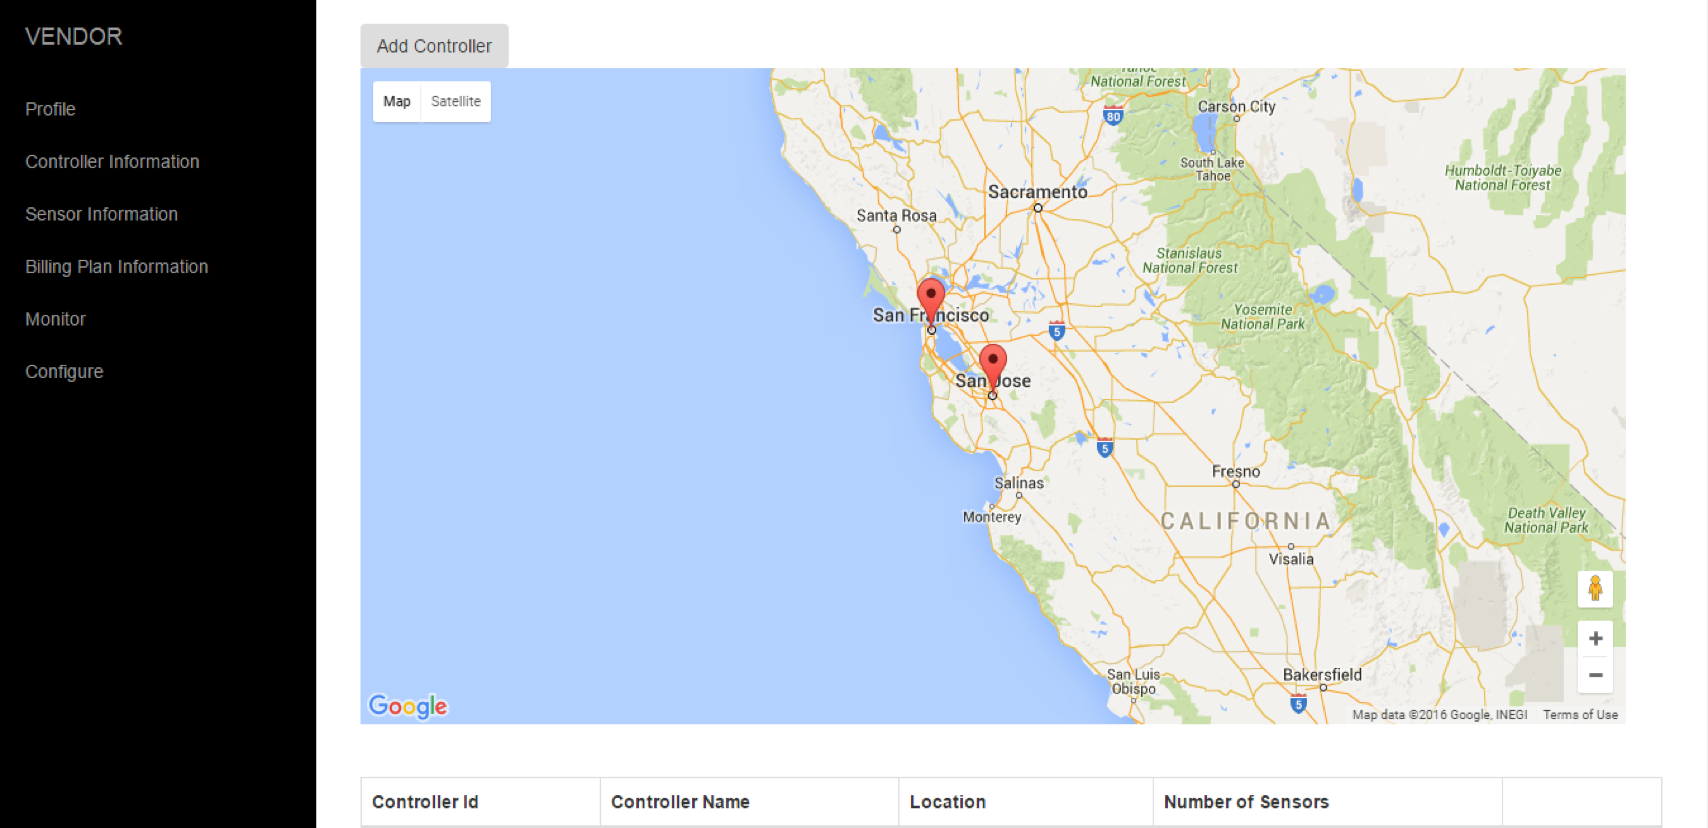 VENDOR
Profile
Controller Information
Sensor Information
Billing Plan Information
Monitor
Configure
Add Controller
Map
Satellite
Tahoe
National Forest
Carson City
80
South Lake
Tahoe
Humboldt-Toiyabe
National Forest
Sacramento
Santa Rosa
Stanislaus
National Forest
San Francisco
5
Yosemite
National Park
San Jose
5
Fresno
Salinas
Monterey
CALIFORNIA
Death Valley
National Park
Visalia
San Luis
Obispo
Bakersfield
5
Google
Map data ©2016 Google, INEGI
Terms of Use
Controller Id
Controller Name
Location
Number of Sensors